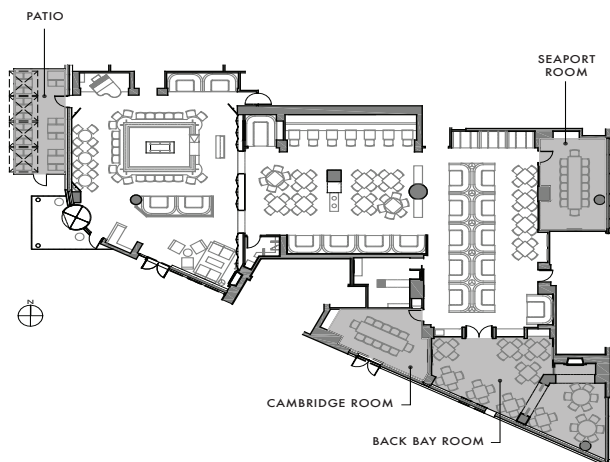 PATIO
SEAPORT
ROOM
N
CAMBRIDGE ROOM
BACK BAY ROOM